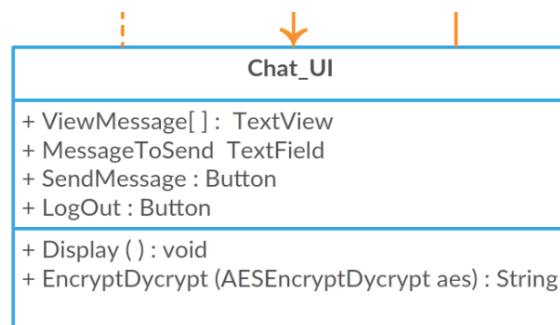 Chat_UI
+ ViewMessage[ ] :  TextView
+ MessageToSend  TextField
+ SendMessage : Button
+ LogOut : Button
+ Display ( ) : void
+ EncryptDycrypt (AESEncryptDycrypt aes) : String